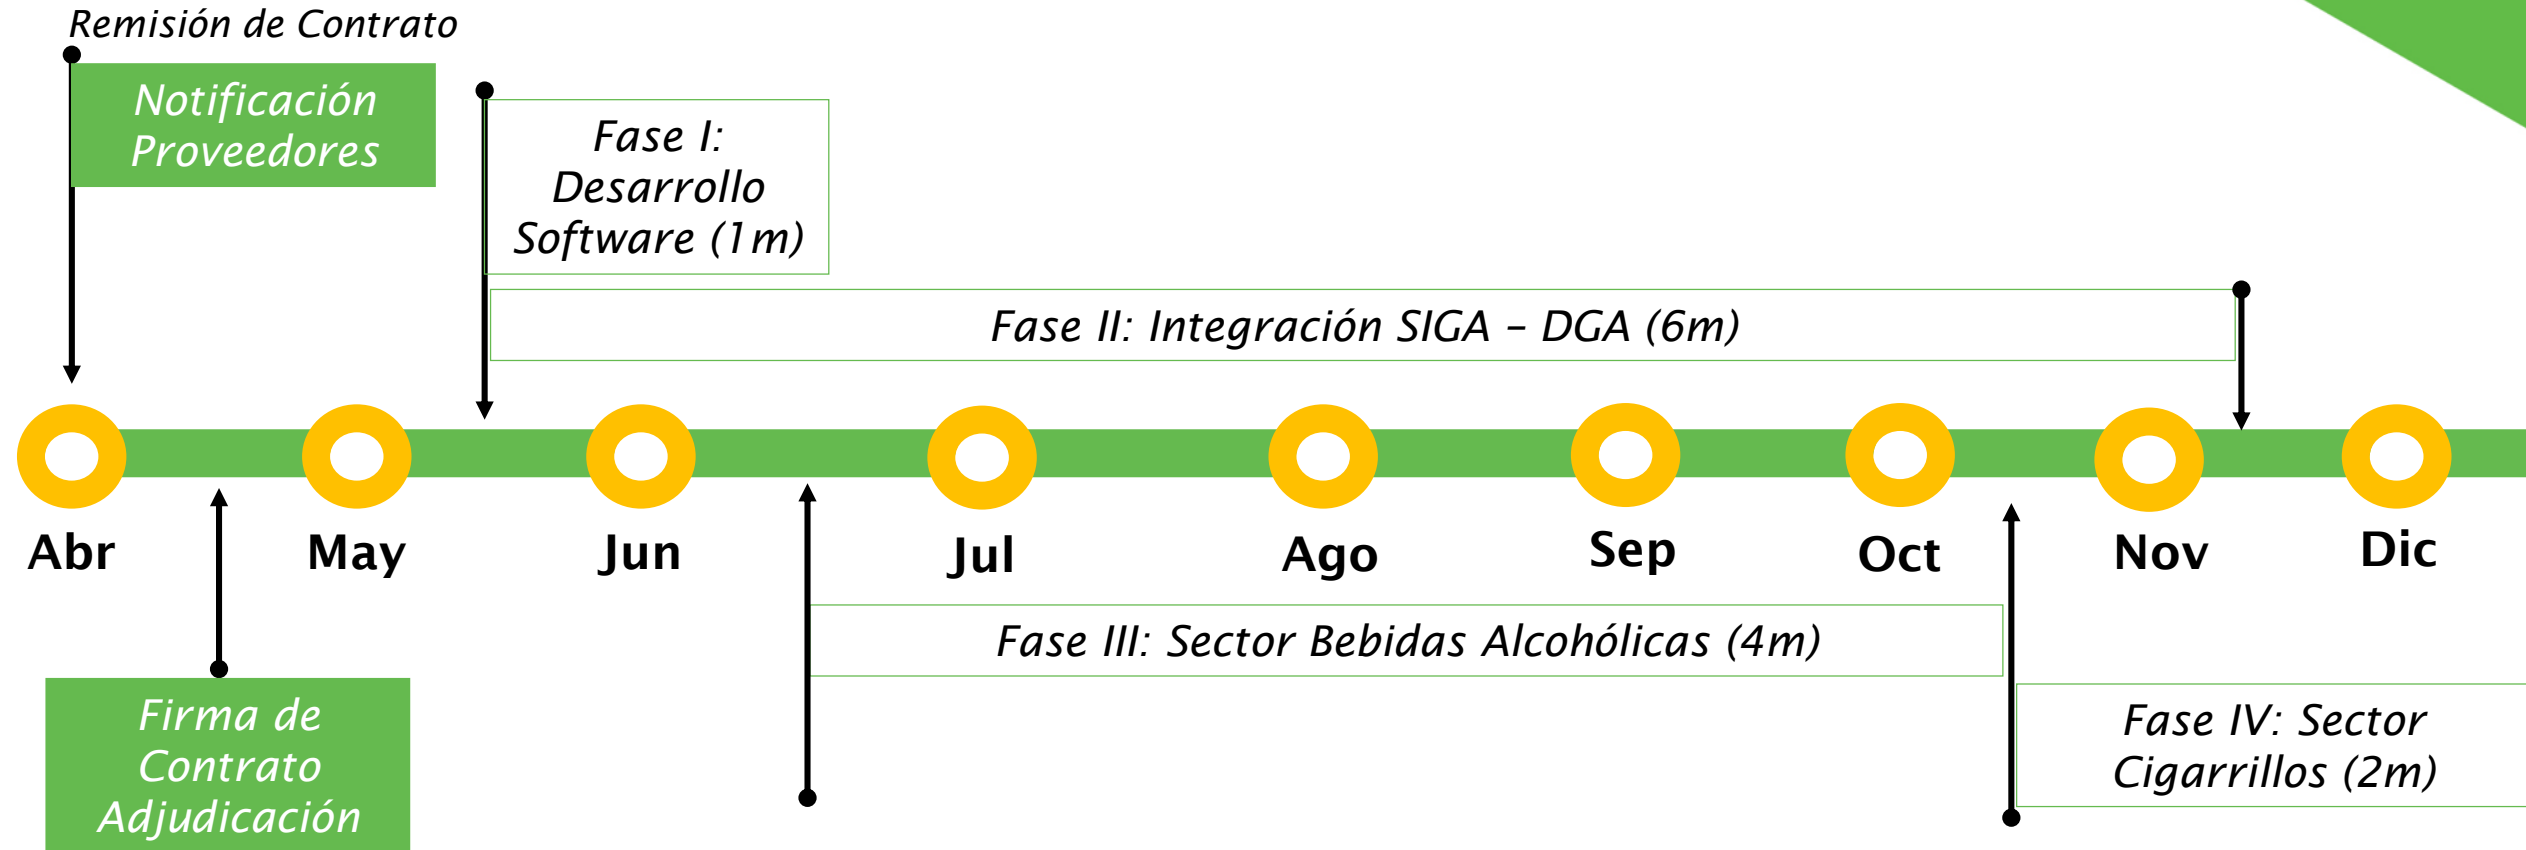 Remisión de Contrato
Notificación
Proveedores
Fase I:
Desarrollo
Software (1m)
Fase II: Integración SIGA – DGA (6m)
Abr
May
Jun
Jul
Ago
Sep
Oct
Nov
Dic
Fase III: Sector Bebidas Alcohólicas (4m)
Firma de
Contrato
Adjudicación
Fase IV: Sector
Cigarrillos (2m)